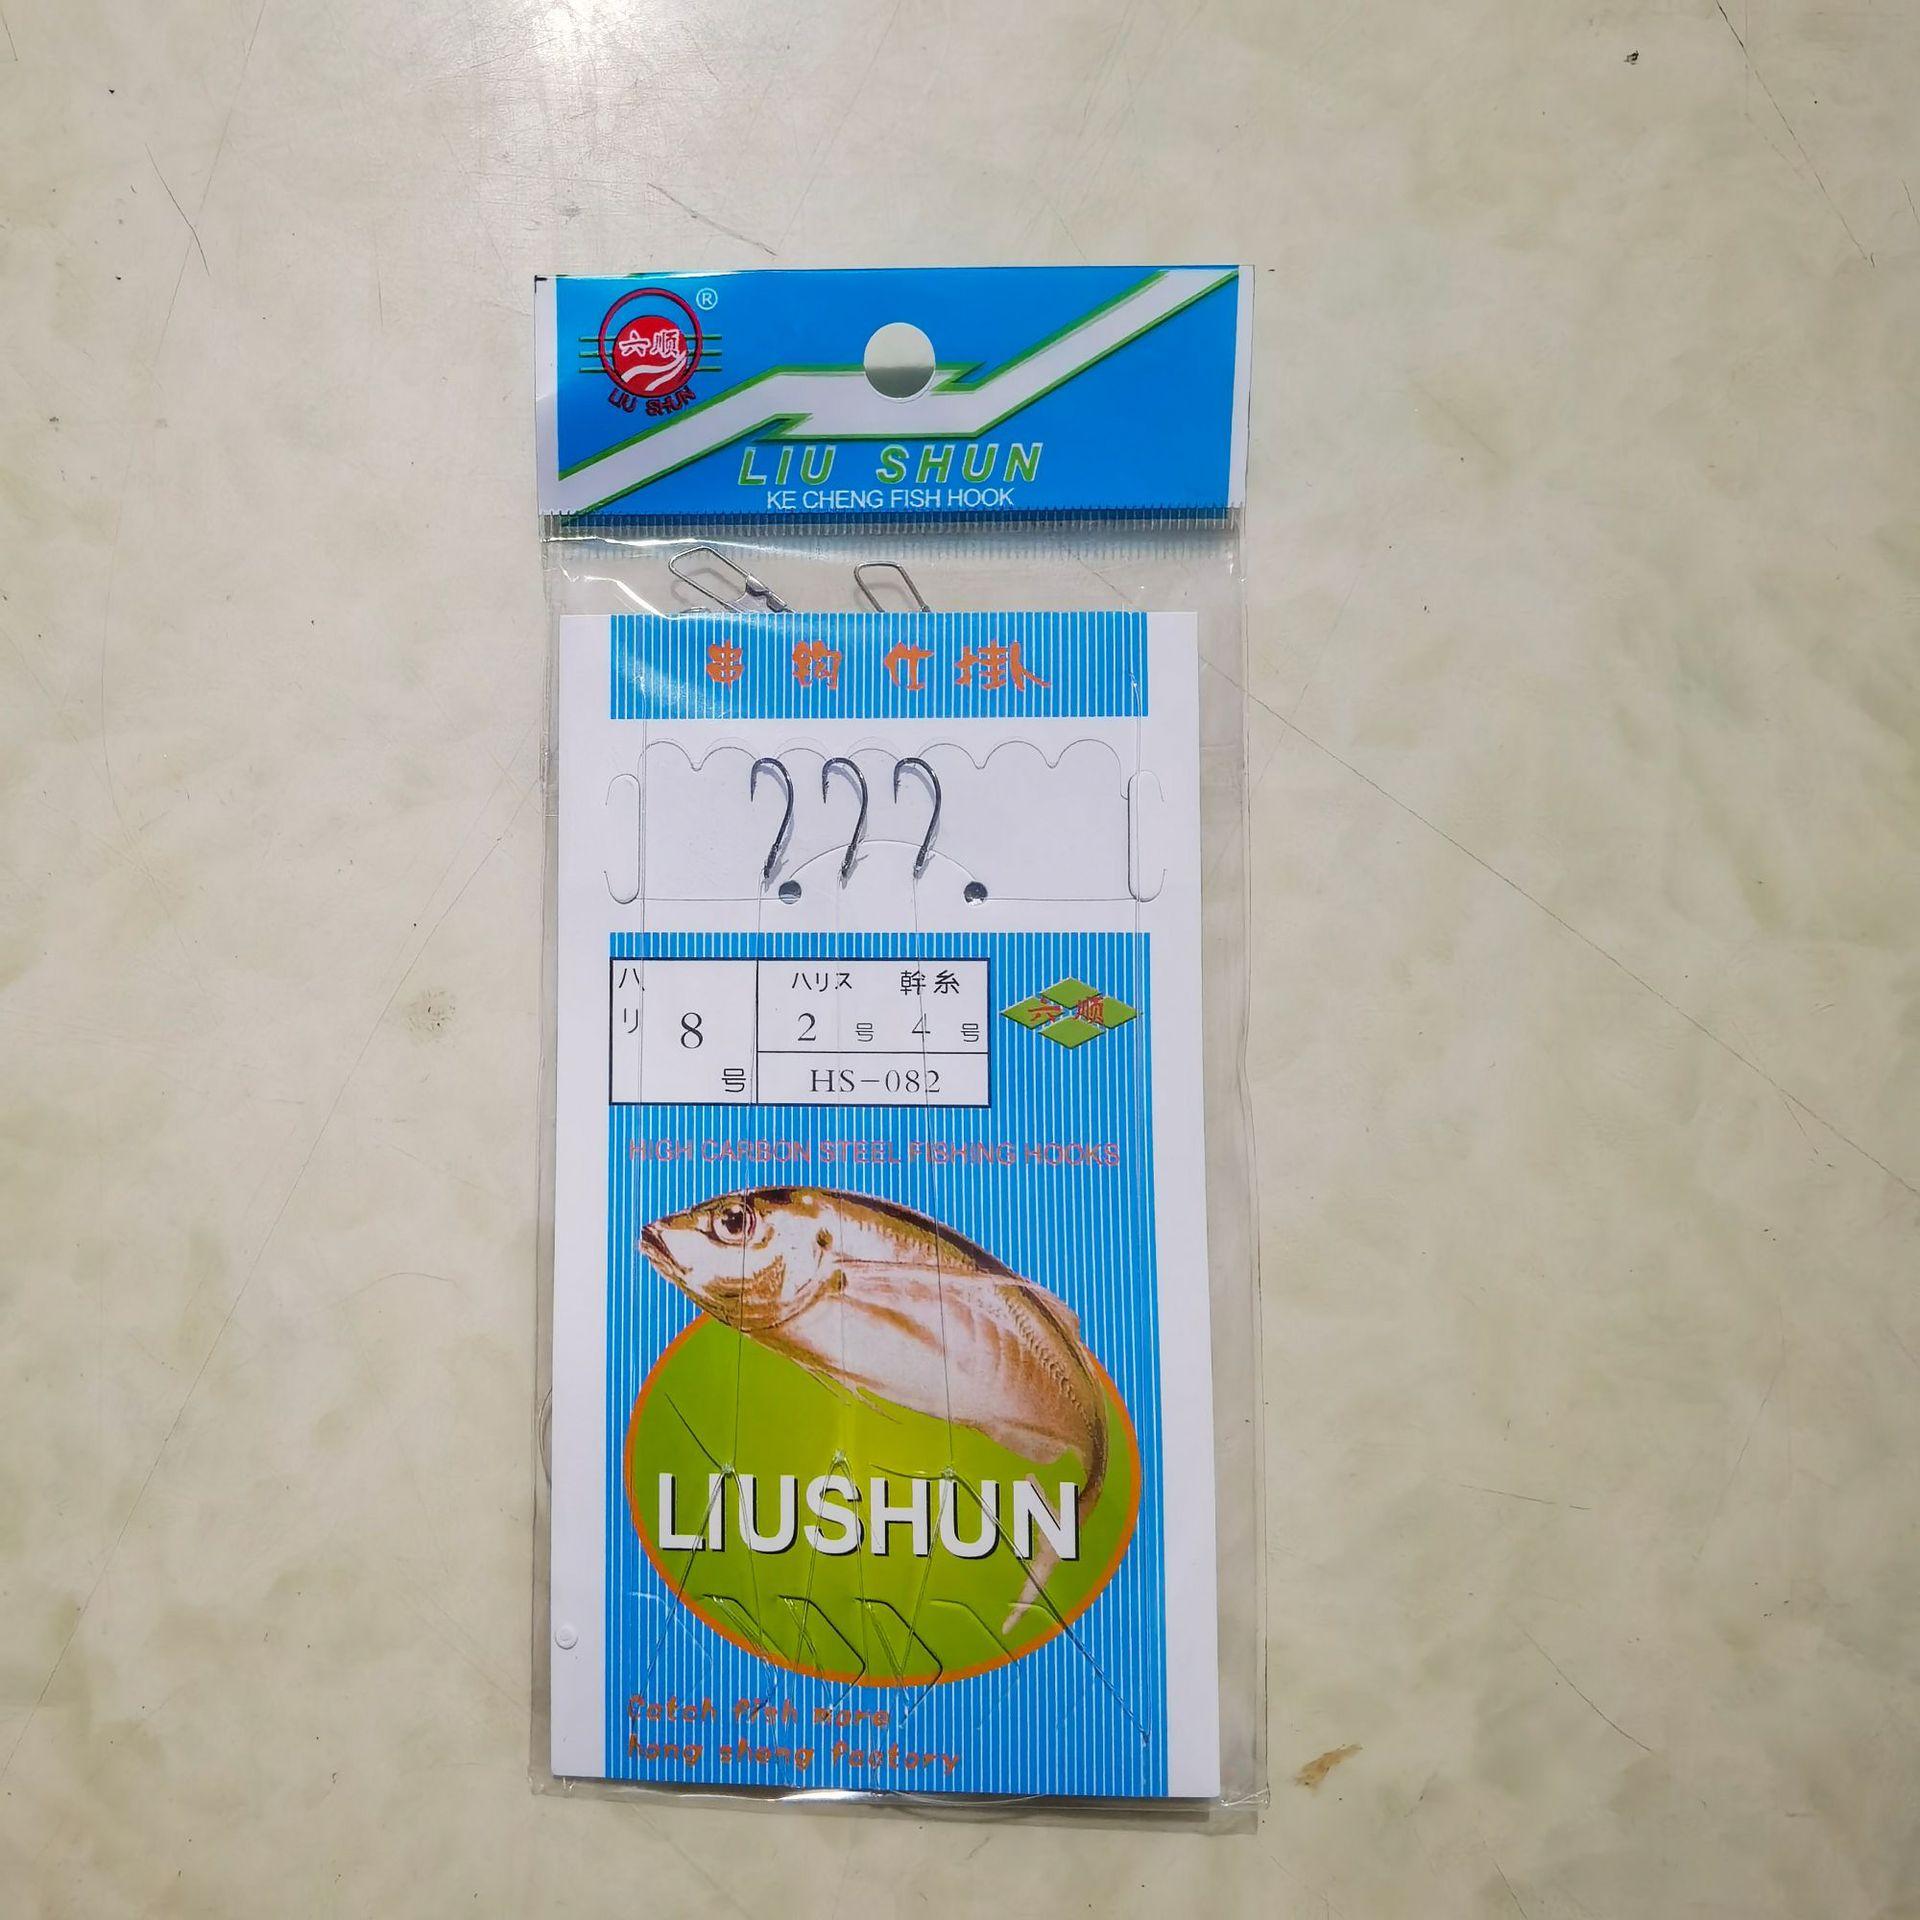 ®
六顺
LIU SHUN
LIU SHUN
KE CHENG FISH HOOK
串钩仕掛
ハリ 8 号
ハリス 幹糸
2 号 4 号
HS-082
六顺
HIGH CARBON STEEL FISHING HOOKS
LIUSHUN
Catch fish more
hong sheng factory